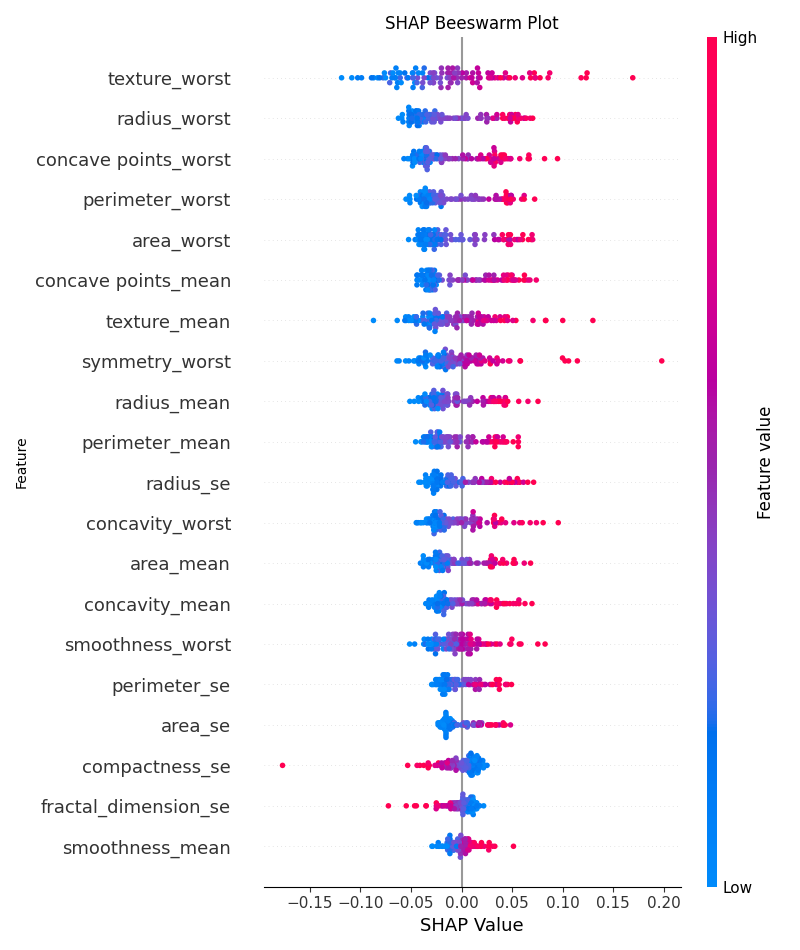 SHAP Beeswarm Plot
High
texture_worst
radius_worst
concave points_worst
perimeter_worst
area_worst
concave points_mean
texture_mean
symmetry_worst
radius_mean
perimeter_mean
radius_se
concavity_worst
area_mean
concavity_mean
smoothness_worst
perimeter_se
area_se
compactness_se
fractal_dimension_se
smoothness_mean
Feature
Feature value
Low
−0.15 −0.10 −0.05 0.00 0.05 0.10 0.15 0.20
SHAP Value